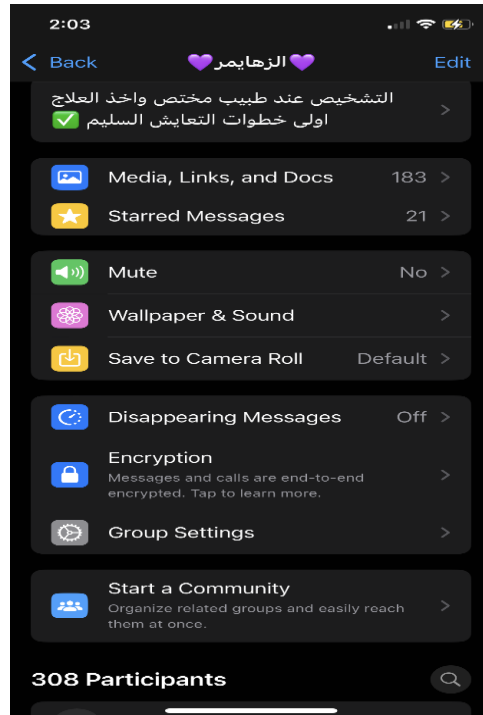 2:03
Back
💜الزهايمر💜
Edit
التشخيص عند طبيب مختص واخذ العلاج
اولى خطوات التعايش السليم ✅
Media, Links, and Docs 183
Starred Messages 21
Mute No
Wallpaper & Sound
Save to Camera Roll Default
Disappearing Messages Off
Encryption
Messages and calls are end-to-end
encrypted. Tap to learn more.
Group Settings
Start a Community
Organize related groups and easily reach
them at once.
308 Participants